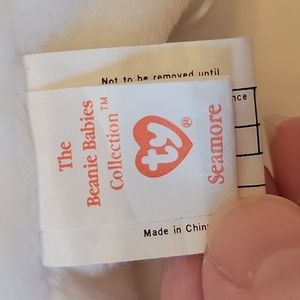 Not to be removed until
nce
The
Beanie Babies
Collection™
ty®
Seamore
Made in Chin